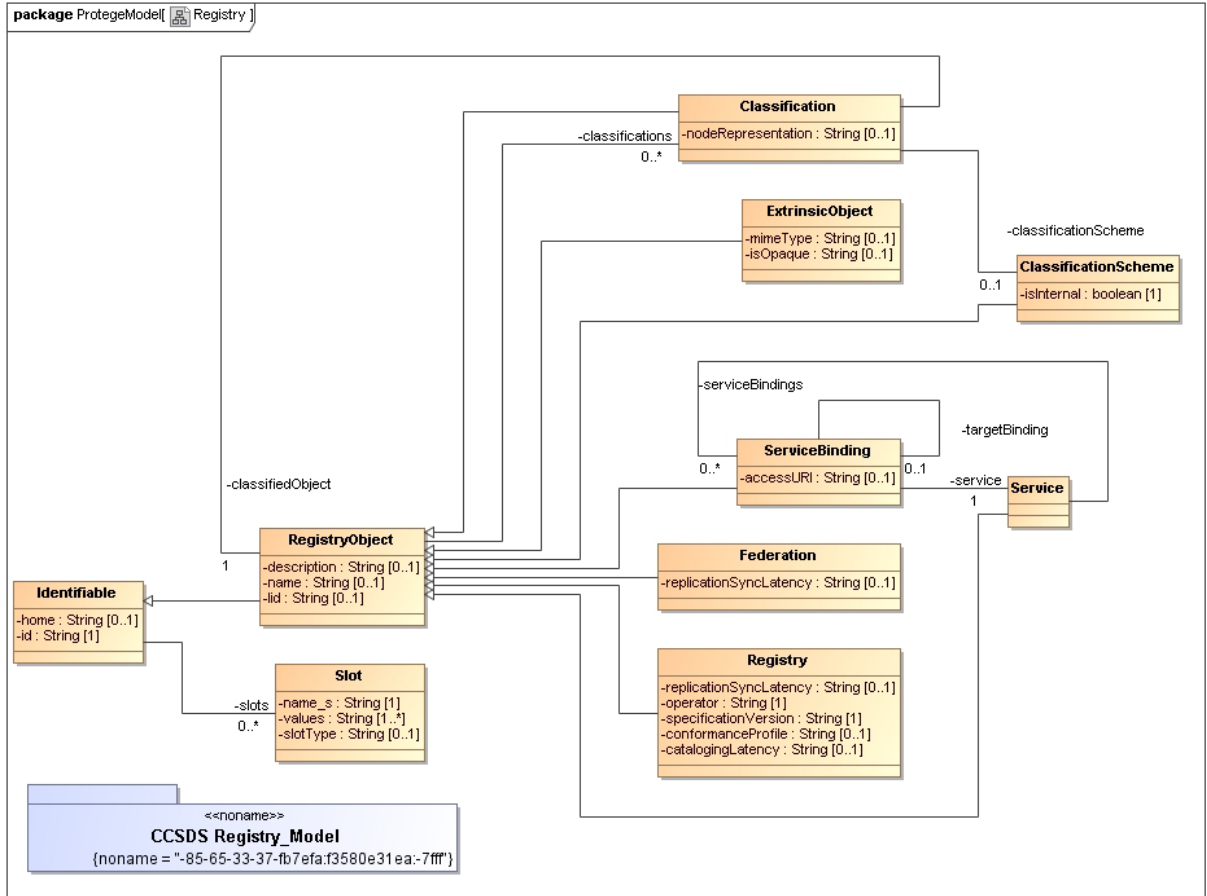 package ProtegeModel[ Registry ]
Classification
-nodeRepresentation : String [0..1]
-classifications
0..*
ExtrinsicObject
-mimeType : String [0..1]
-isOpaque : String [0..1]
-classificationScheme
ClassificationScheme
-isInternal : boolean [1]
0..1
-serviceBindings
-targetBinding
ServiceBinding
-accessURI : String [0..1]
0..*
0..1
-service
1
Service
-classifiedObject
1
RegistryObject
-description : String [0..1]
-name : String [0..1]
-lid : String [0..1]
Federation
-replicationSyncLatency : String [0..1]
Identifiable
-home : String [0..1]
-id : String [1]
Registry
-replicationSyncLatency : String [0..1]
-operator : String [1]
-specificationVersion : String [1]
-conformanceProfile : String [0..1]
-catalogingLatency : String [0..1]
-slots
0..*
Slot
-name_s : String [1]
-values : String [1..*]
-slotType : String [0..1]
<<noname>>
CCSDS Registry_Model
{noname = "-85-65-33-37-fb7efa:f3580e31ea:-7fff"}